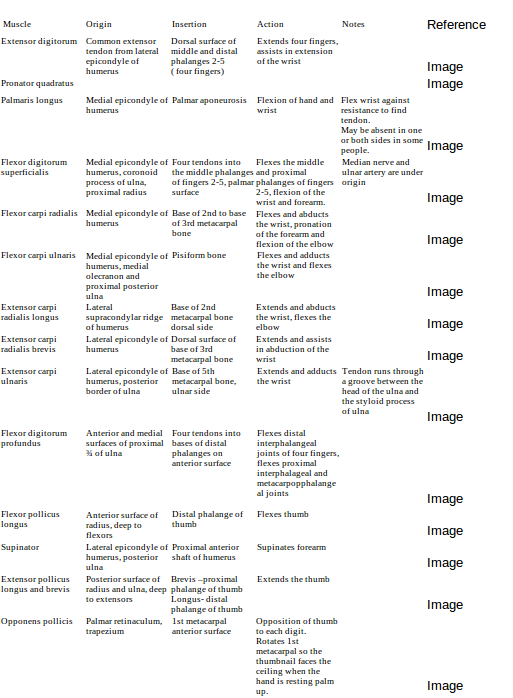 Muscle Origin Insertion Action Notes Reference
Extensor digitorum Common extensor Dorsal surface of Extends four fingers,
tendon from lateral middle and distal assists in extension
epicondyle of phalanges 2-5 of the wrist
humerus ( four fingers) Image
Pronator quadratus Image
Palmaris longus Medial epicondyle of Palmar aponeurosis Flexion of hand and Flex wrist against
humerus wrist resistance to find
tendon.
May be absent in one
or both sides in some
people. Image
Flexor digitorum Medial epicondyle of Four tendons into Flexes the middle Median nerve and
superficialis humerus, coronoid the middle phalanges and proximal ulnar artery are under
process of ulna, of fingers 2-5, palmar phalanges of fingers origin
proximal radius surface 2-5, flexion of the
wrist and forearm. Image
Flexor carpi radialis Medial epicondyle of Base of 2nd to base Flexes and abducts
humerus of 3rd metacarpal the wrist, pronation
bone of the forearm and
flexion of the elbow Image
Flexor carpi ulnaris Medial epicondyle of Pisiform bone Flexes and adducts
humerus, medial the wrist and flexes
olecranon and the elbow
proximal posterior
ulna Image
Extensor carpi Lateral Base of 2nd Extends and abducts
radialis longus supracondylar ridge metacarpal bone the wrist, flexes the
of humerus dorsal side elbow Image
Extensor carpi Lateral epicondyle of Dorsal surface of Extends and assists
radialis brevis humerus base of 3rd in abduction of the
metacarpal bone wrist Image
Extensor carpi Lateral epicondyle of Base of 5th Extends and adducts Tendon runs through
ulnaris humerus, posterior metacarpal bone, the wrist a groove between the
border of ulna ulnar side head of the ulna and
the styloid process
of ulna Image
Flexor digitorum Anterior and medial Four tendons into Flexes distal
profundus surfaces of proximal bases of distal interphalangeal
¾ of ulna phalanges on joints of four fingers,
anterior surface flexes proximal
interphalageal and
metacarpopphalange
al joints Image
Flexor pollicus Anterior surface of Distal phalange of Flexes thumb
longus radius, deep to thumb
flexors Image
Supinator Lateral epicondyle of Proximal anterior Supinates forearm
humerus, posterior shaft of humerus
ulna Image
Extensor pollicus Posterior surface of Brevis –proximal Extends the thumb
longus and brevis radius and ulna, deep phalange of thumb
to extensors Longus- distal
phalange of thumb Image
Opponens pollicis Palmar retinaculum, 1st metacarpal Opposition of thumb
trapezium anterior surface to each digit.
Rotates 1st
metacarpal so the
thumbnail faces the
ceiling when the
hand is resting palm
up. Image